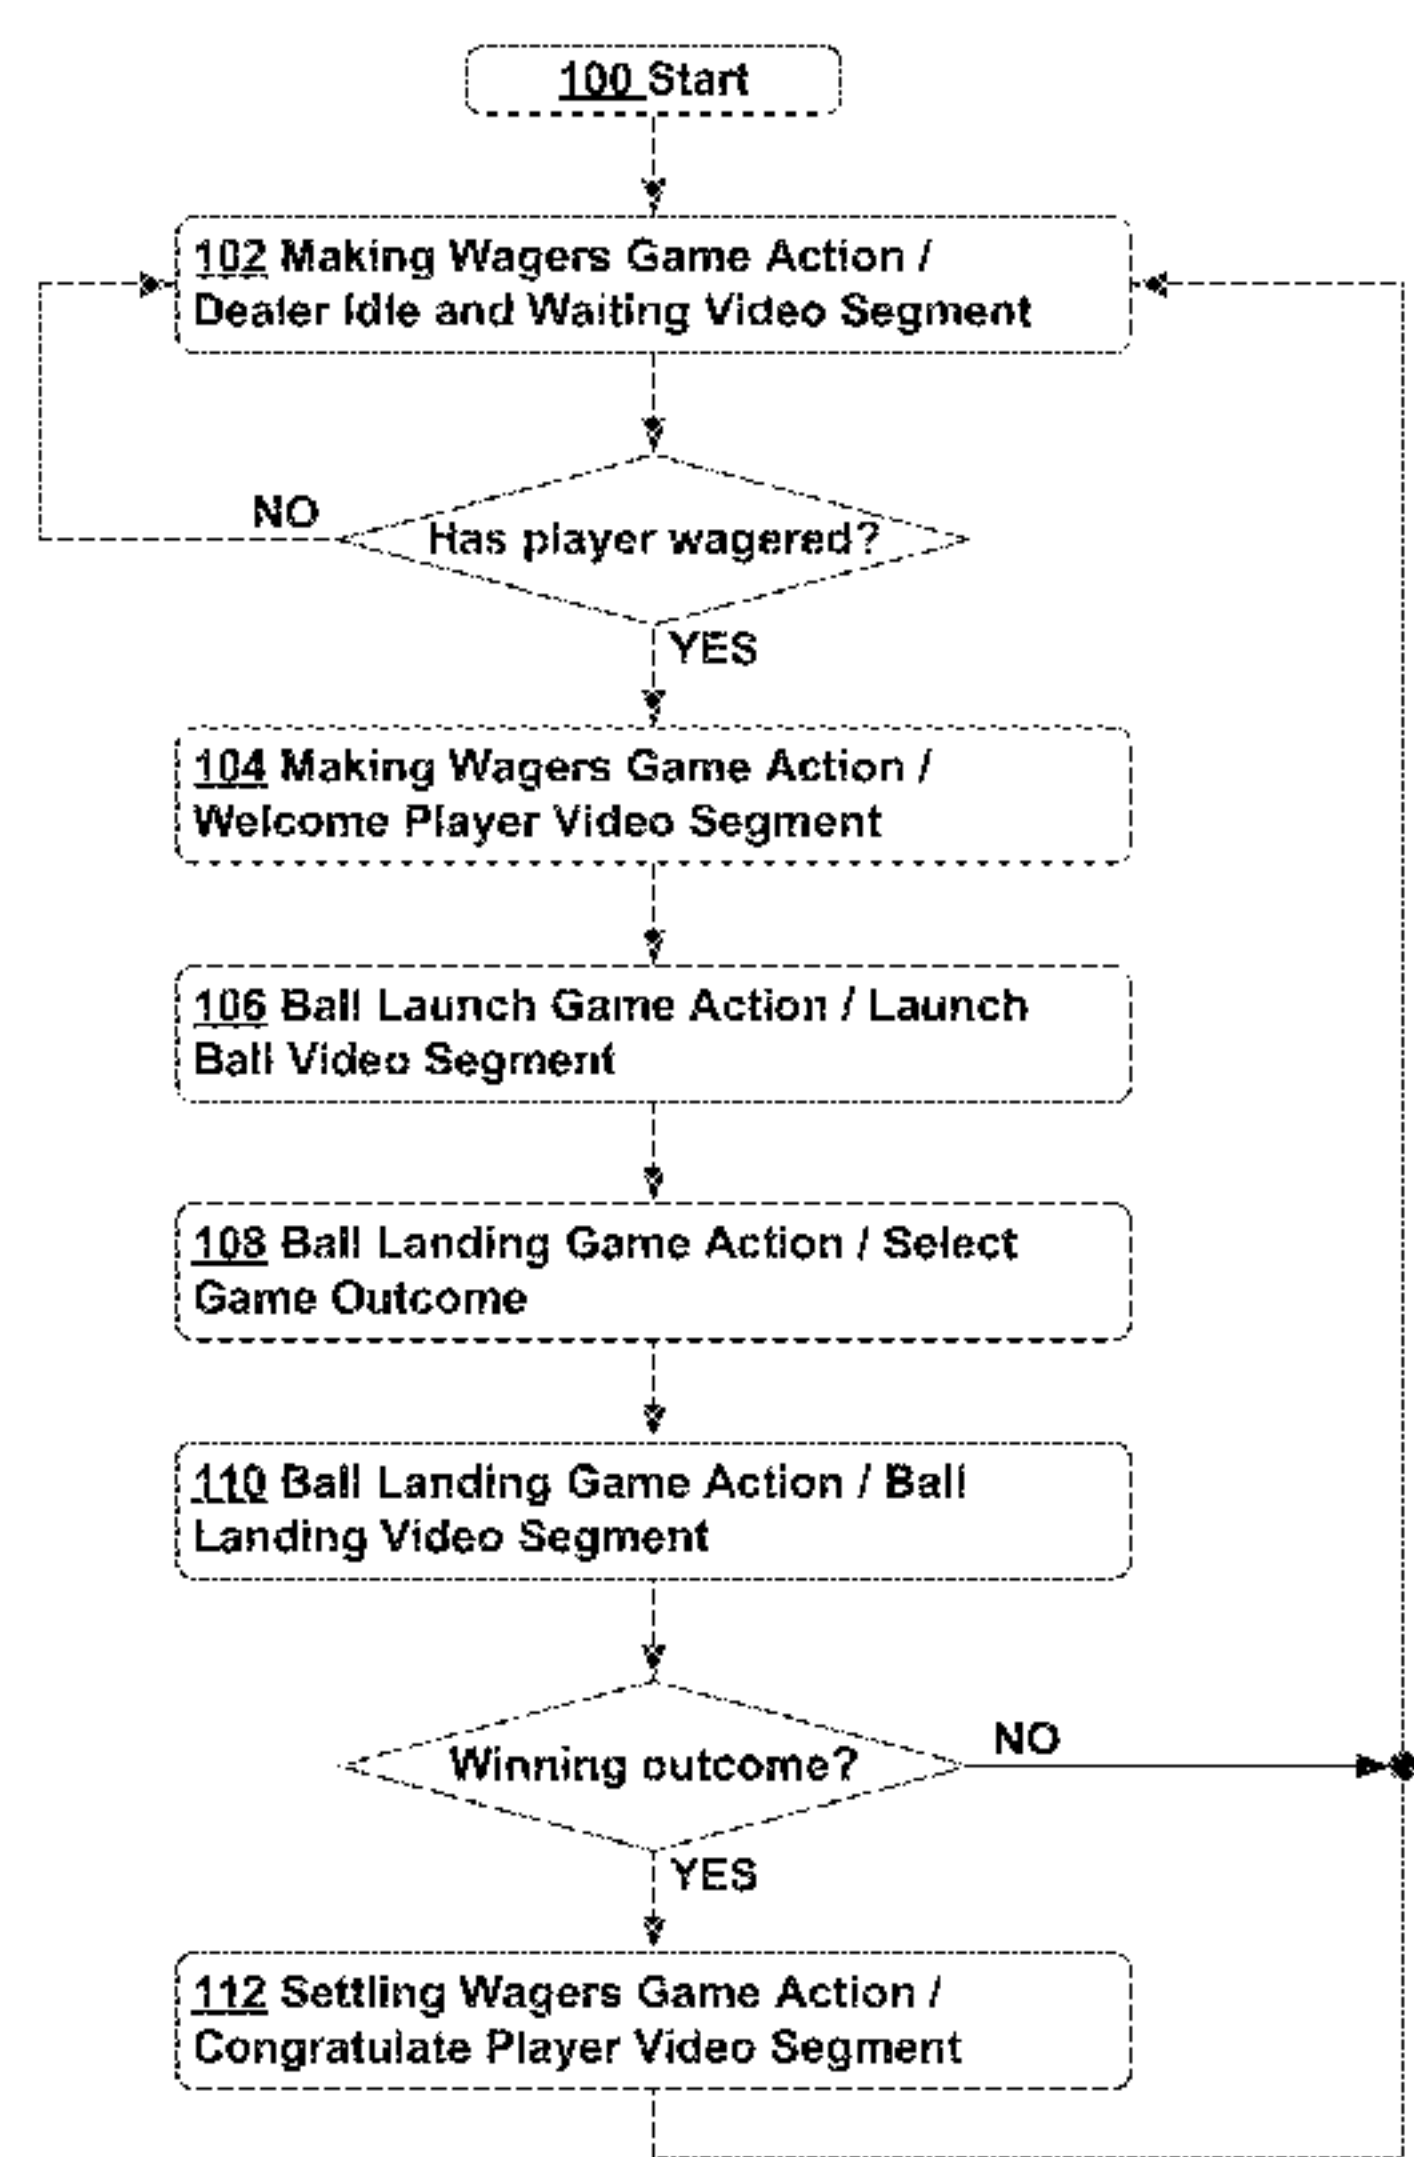 100 Start
102 Making Wagers Game Action /
Dealer Idle and Waiting Video Segment
NO
Has player wagered?
YES
104 Making Wagers Game Action /
Welcome Player Video Segment
106 Ball Launch Game Action / Launch
Ball Video Segment
108 Ball Landing Game Action / Select
Game Outcome
110 Ball Landing Game Action / Ball
Landing Video Segment
Winning outcome?
NO
YES
112 Settling Wagers Game Action /
Congratulate Player Video Segment